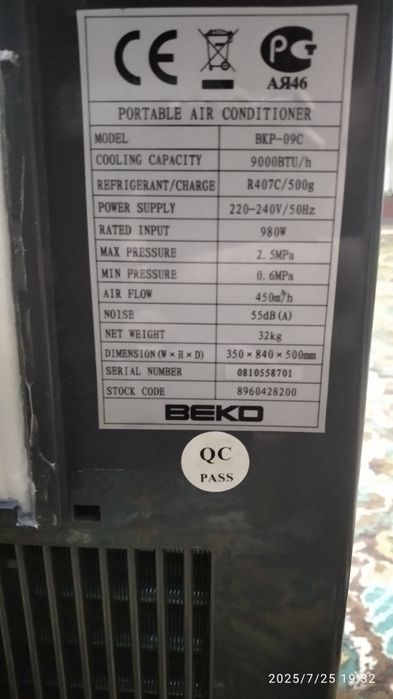 CE PCT
АЯ46
PORTABLE AIR CONDITIONER
MODEL BKP-09C
COOLING CAPACITY 9000BTU/h
REFRIGERANT/CHARGE R407C/500g
POWER SUPPLY 220-240V/50Hz
RATED INPUT 980W
MAX PRESSURE 2.5MPa
MIN PRESSURE 0.6MPa
AIR FLOW 450m³/h
NOISE 55dB(A)
NET WEIGHT 32kg
DIMENSION(W×H×D) 350×840×500mm
SERIAL NUMBER 0810558701
STOCK CODE 8960428200
BEKO
QC
PASS
2025/7/25 19:32